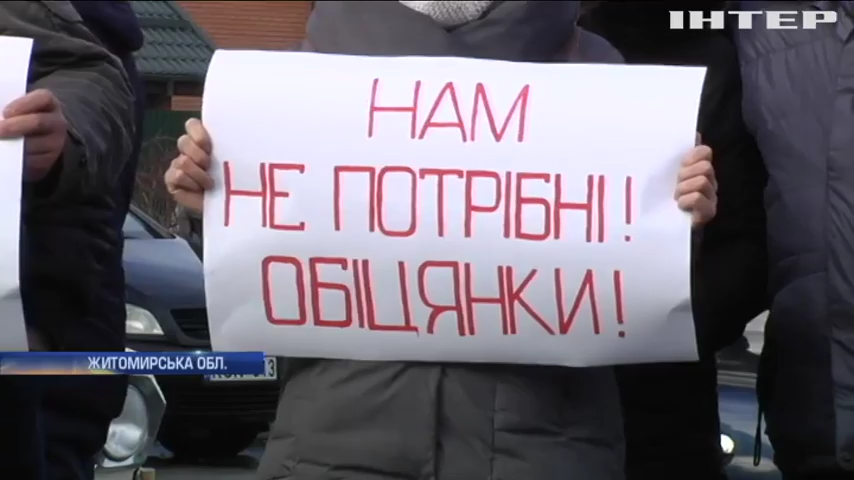 ІНТЕР
НАМ
НЕ ПОТРІБНІ!
ОБІЦЯНКИ!
ЖИТОМИРСЬКА ОБЛ.